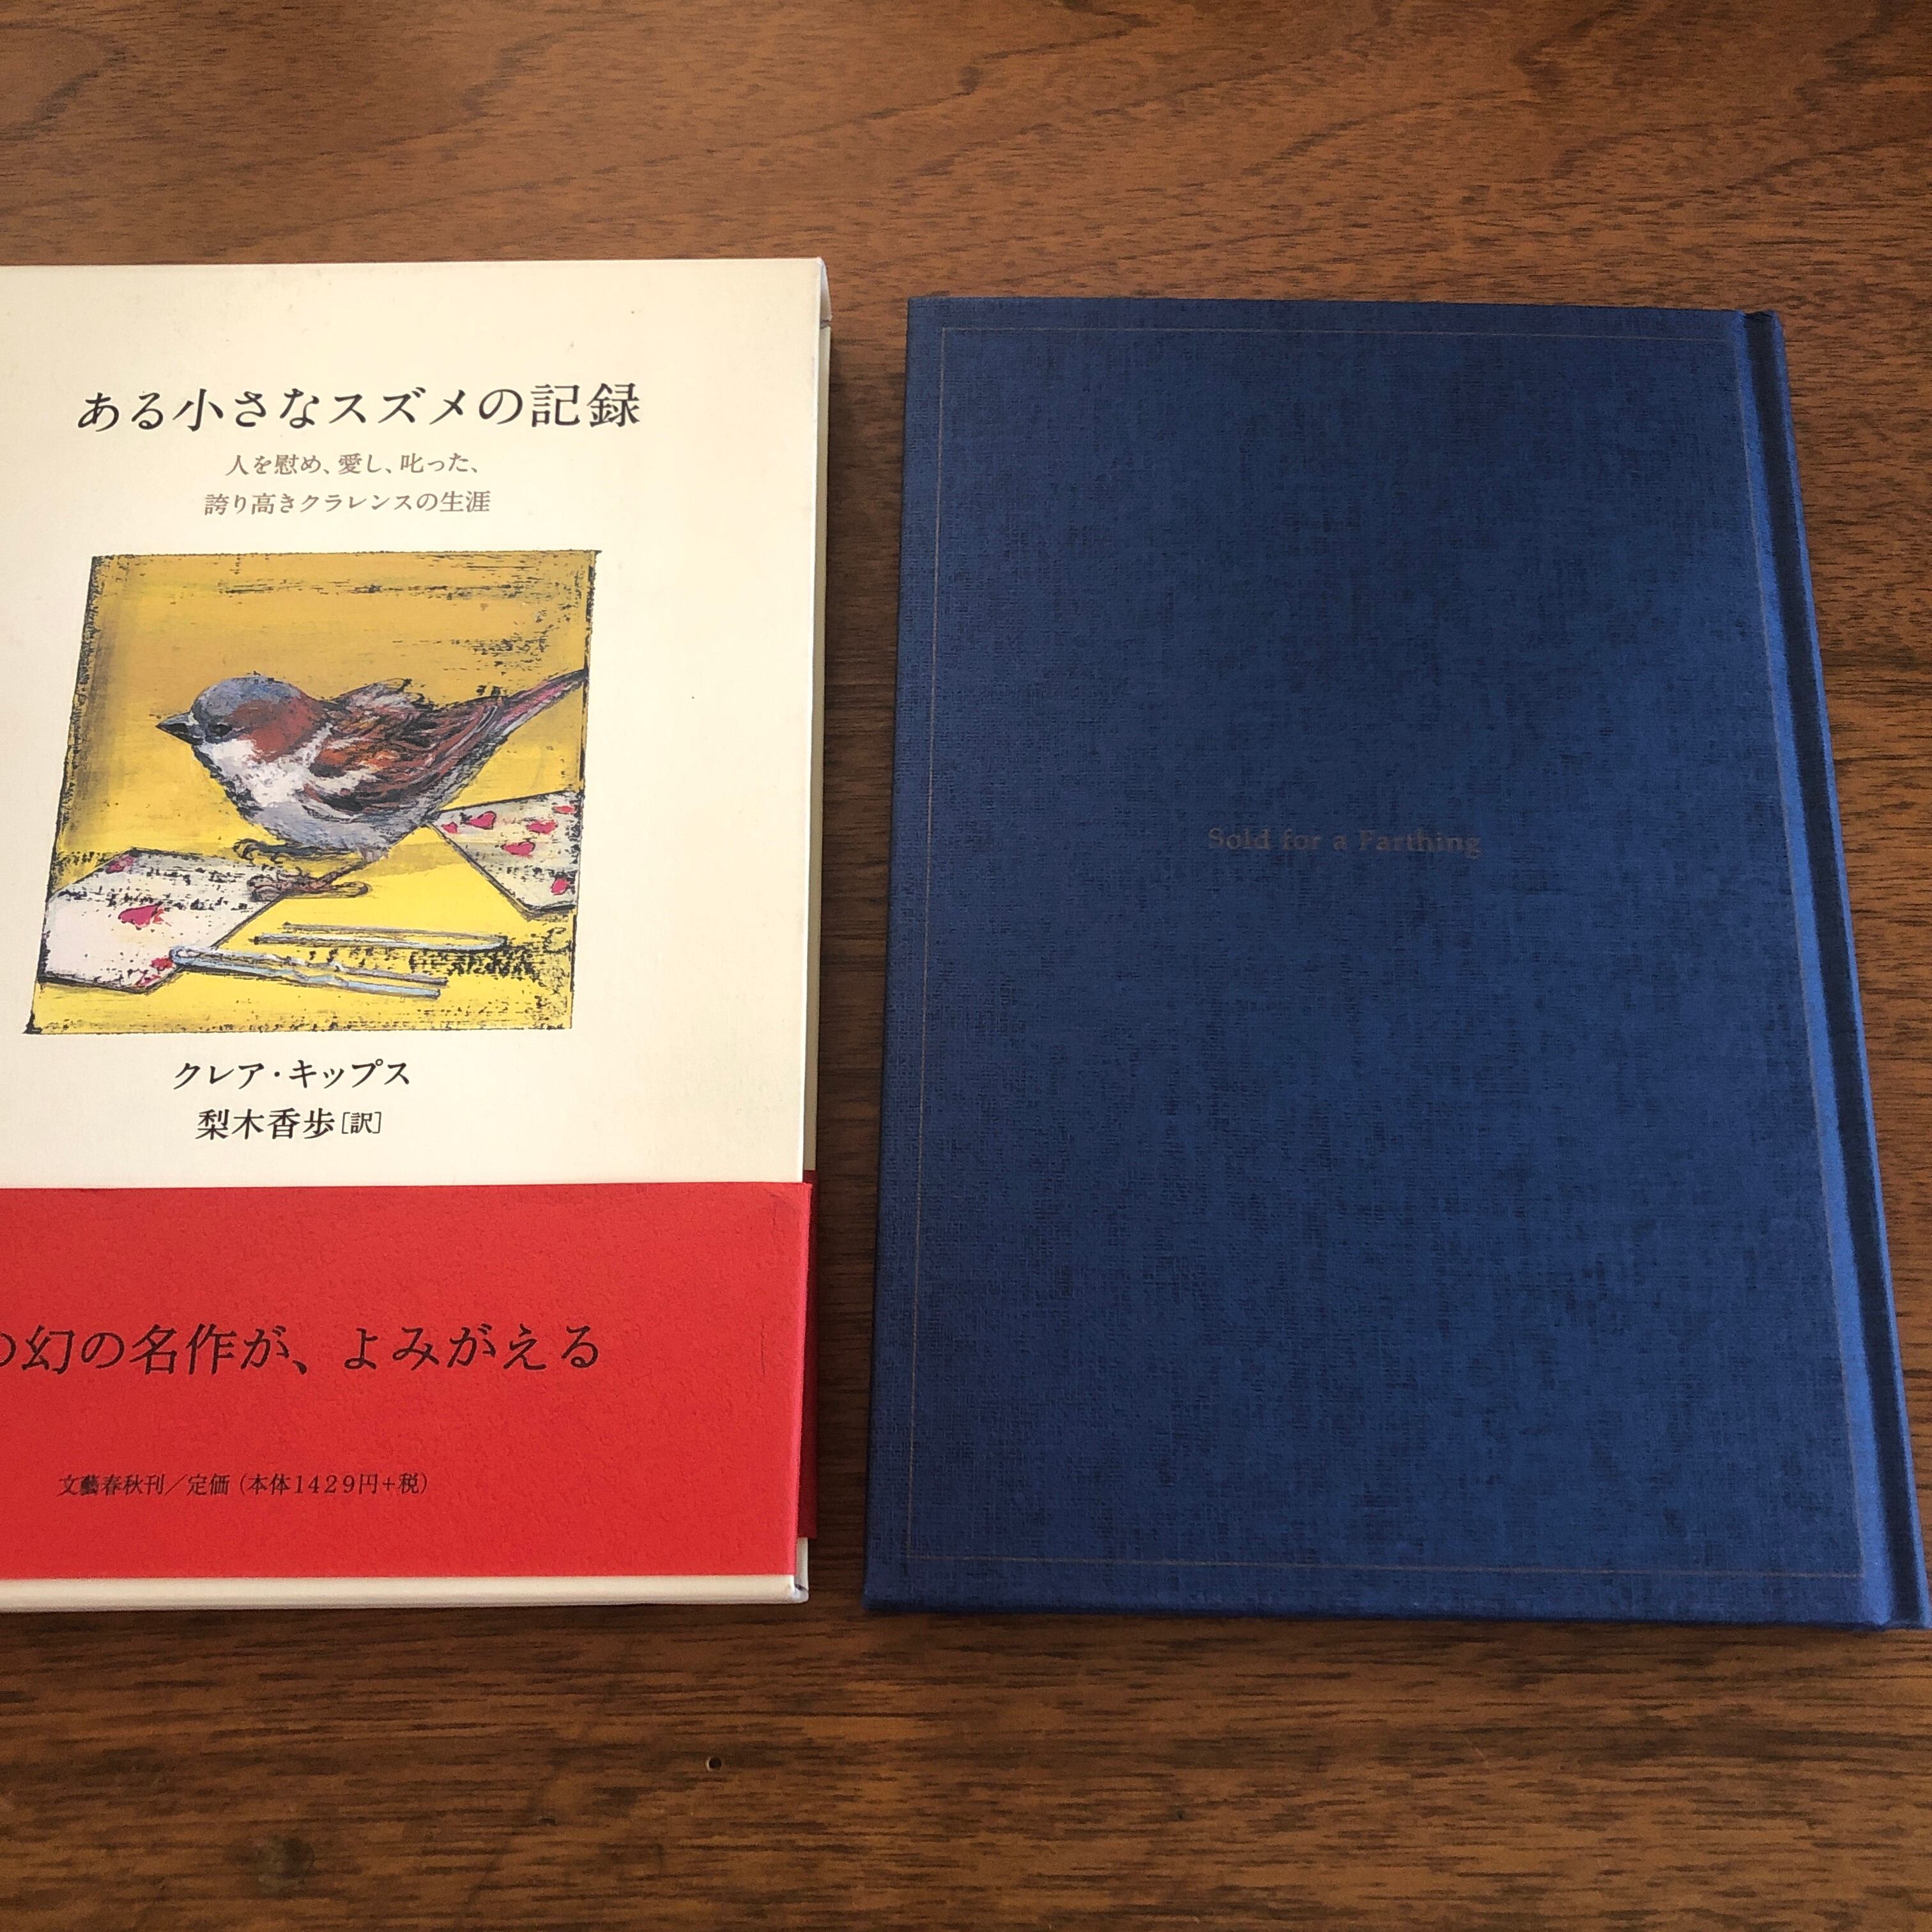 ある小さなスズメの記録
人を慰め、愛し、叱った、
誇り高きクラレンスの生涯
クレア・キップス
梨木香歩[訳]
の幻の名作が、よみがえる
文藝春秋刊／定価（本体1429円+税）
Sold for a Farthing